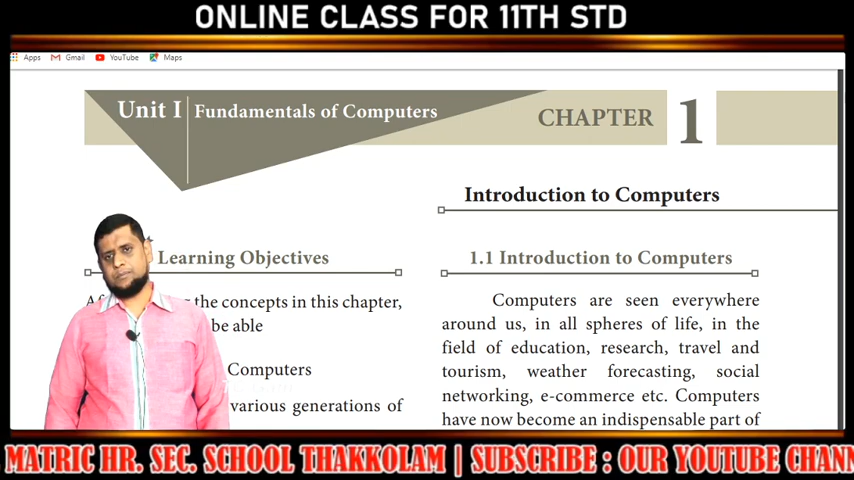 ONLINE CLASS FOR 11TH STD
Apps Gmail YouTube Maps
Unit I Fundamentals of Computers
CHAPTER 1
Introduction to Computers
Learning Objectives
the concepts in this chapter,
be able
Computers
various generations of
1.1 Introduction to Computers
Computers are seen everywhere
around us, in all spheres of life, in the
field of education, research, travel and
tourism, weather forecasting, social
networking, e-commerce etc. Computers
have now become an indispensable part of
MATRIC HR. SEC. SCHOOL THAKKOLAM | SUBSCRIBE : OUR YOUTUBE CHANN